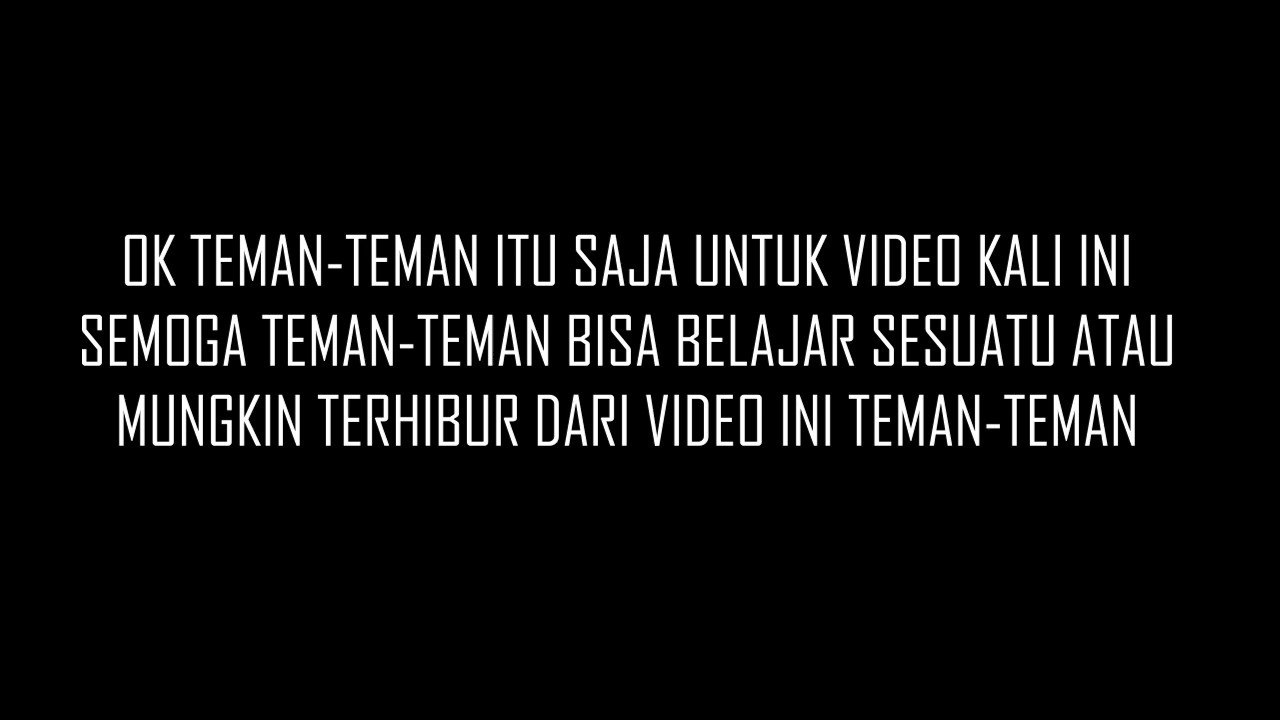 OK TEMAN-TEMAN ITU SAJA UNTUK VIDEO KALI INI
SEMOGA TEMAN-TEMAN BISA BELAJAR SESUATU ATAU
MUNGKIN TERHIBUR DARI VIDEO INI TEMAN-TEMAN